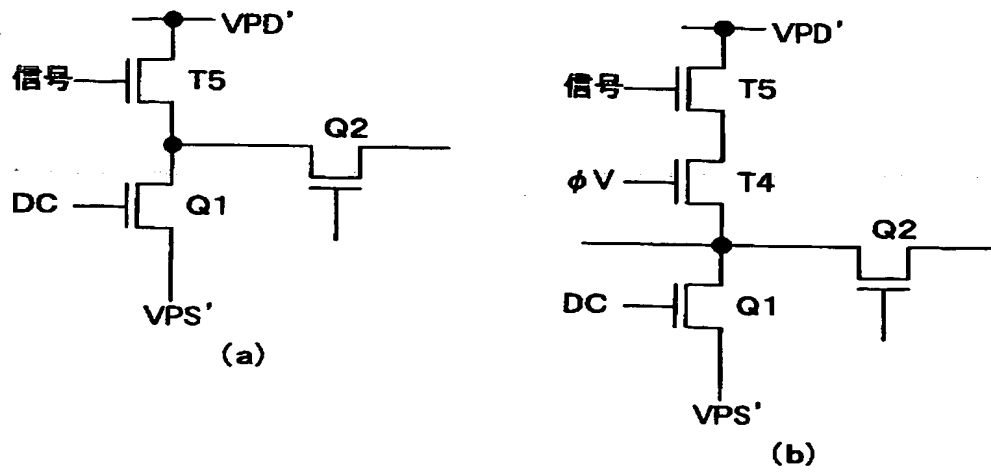 VPD'
信号
T5
Q2
DC
Q1
VPS'
(a)
VPD'
信号
T5
φV
T4
Q2
DC
Q1
VPS'
(b)